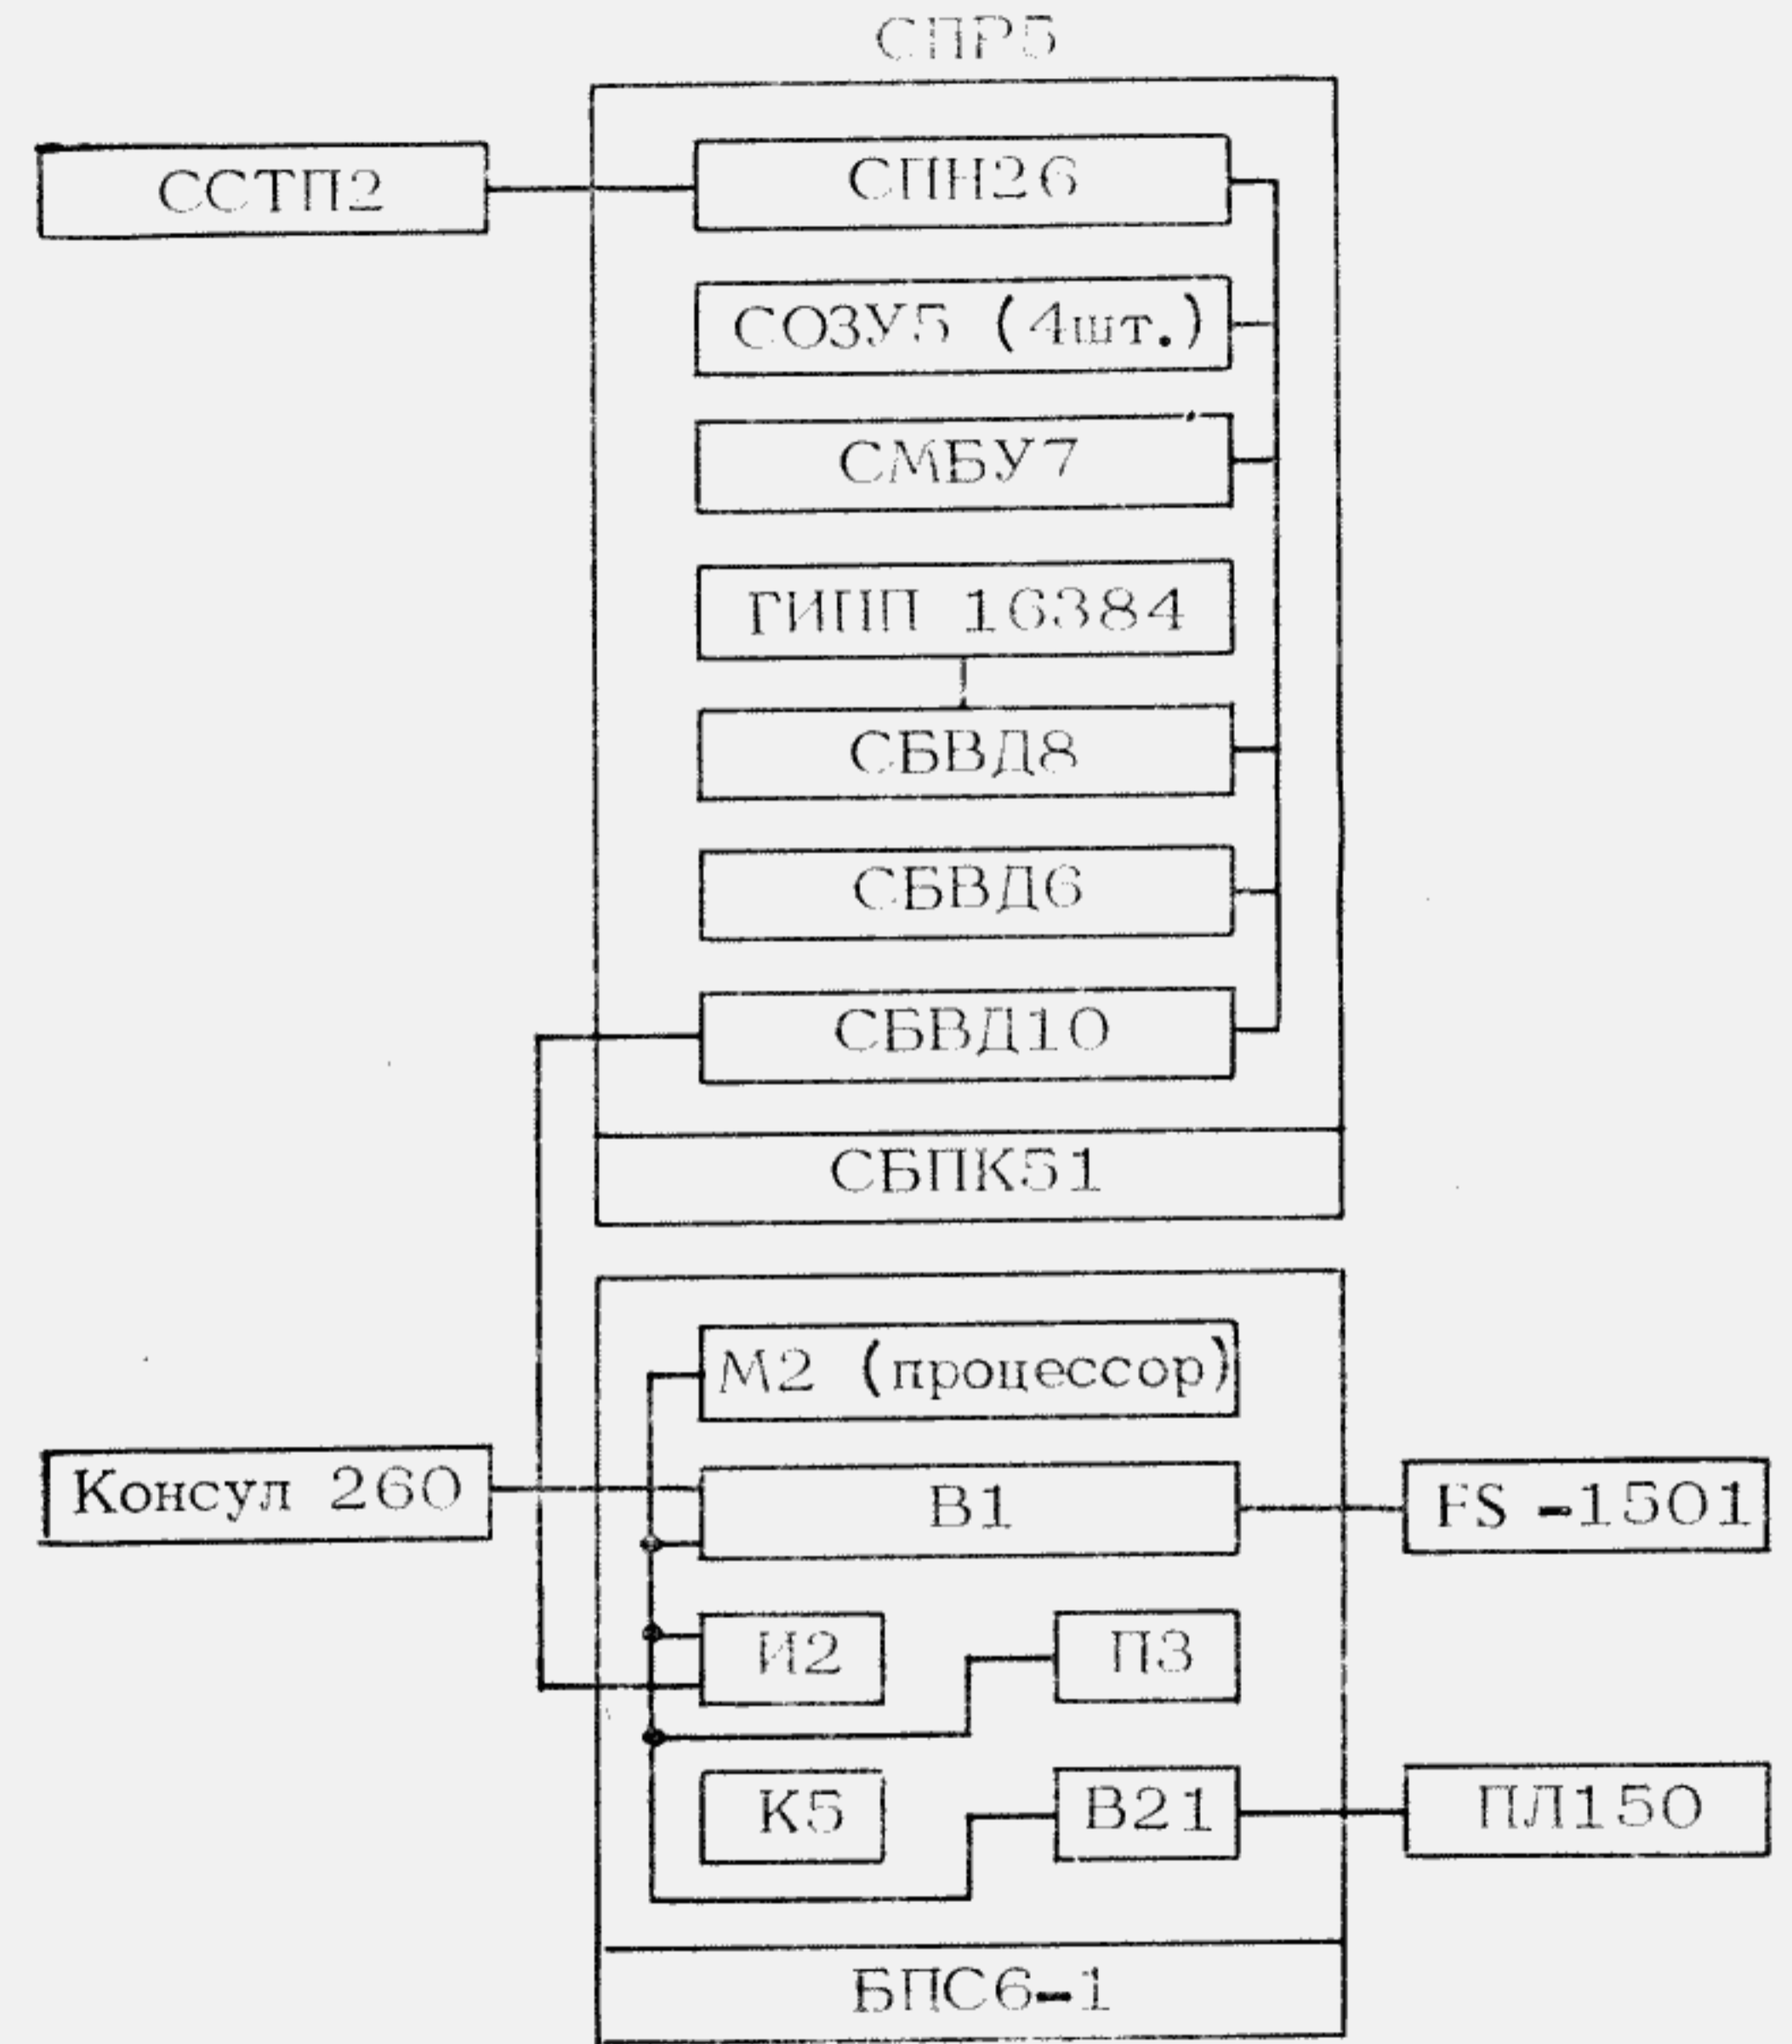 СПР5
ССТП2
СПН26
СОЗУ5 (4шт.)
СМБУ7
ГИПП 16384
СБВД8
СБВД6
СБВД10
СБПК51
М2 (процессор)
Консул 260
В1
FS -1501
И2
П3
К5
В21
ПЛ150
БПС6-1